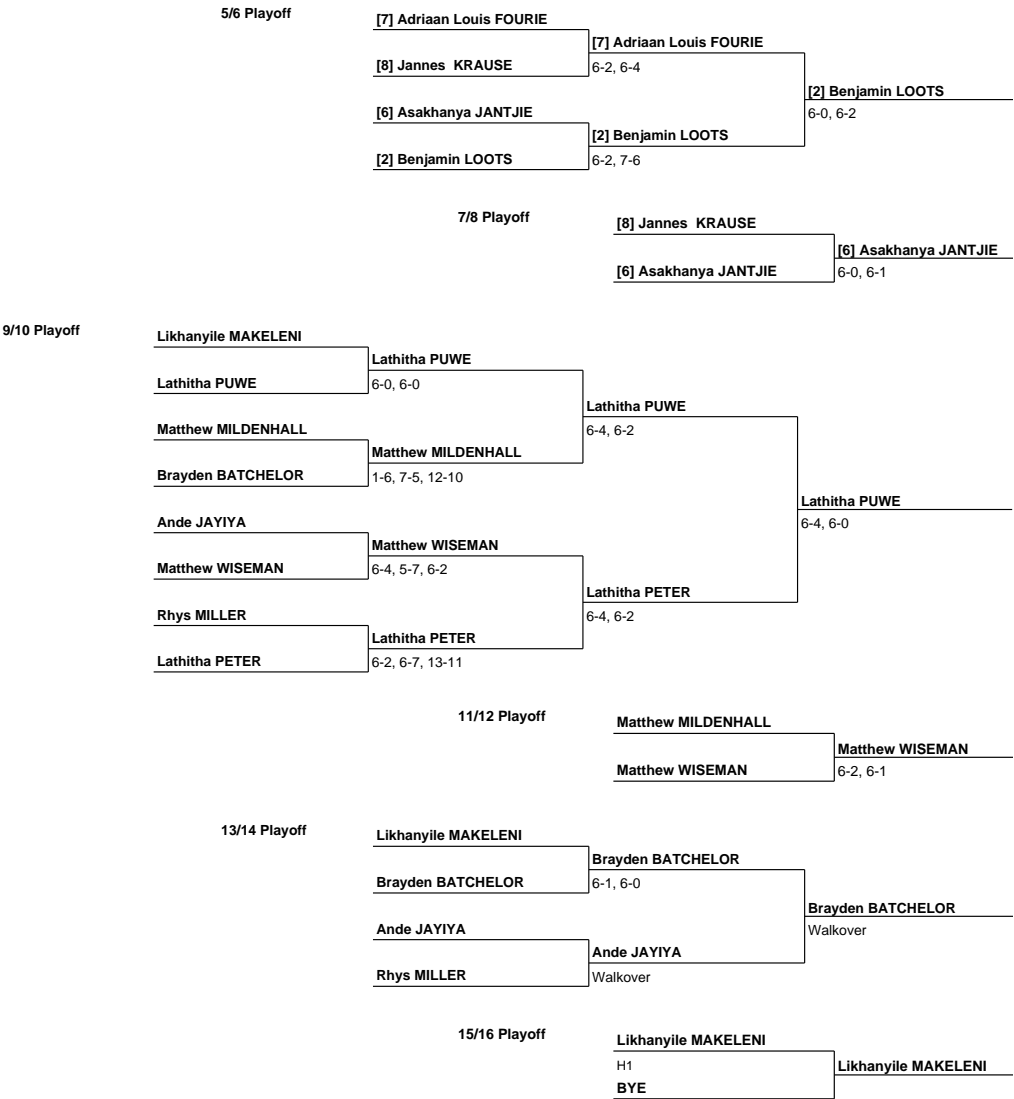 5/6 Playoff
[7] Adriaan Louis FOURIE
[7] Adriaan Louis FOURIE
[8] Jannes KRAUSE
6-2, 6-4
[2] Benjamin LOOTS
[6] Asakhanya JANTJIE
6-0, 6-2
[2] Benjamin LOOTS
[2] Benjamin LOOTS
6-2, 7-6
7/8 Playoff
[8] Jannes KRAUSE
[6] Asakhanya JANTJIE
[6] Asakhanya JANTJIE
6-0, 6-1
9/10 Playoff
Likhanyile MAKELENI
Lathitha PUWE
Lathitha PUWE
6-0, 6-0
Lathitha PUWE
Matthew MILDENHALL
6-4, 6-2
Matthew MILDENHALL
Brayden BATCHELOR
1-6, 7-5, 12-10
Lathitha PUWE
Ande JAYIYA
6-4, 6-0
Matthew WISEMAN
Matthew WISEMAN
6-4, 5-7, 6-2
Lathitha PETER
Rhys MILLER
6-4, 6-2
Lathitha PETER
Lathitha PETER
6-2, 6-7, 13-11
11/12 Playoff
Matthew MILDENHALL
Matthew WISEMAN
Matthew WISEMAN
6-2, 6-1
13/14 Playoff
Likhanyile MAKELENI
Brayden BATCHELOR
Brayden BATCHELOR
6-1, 6-0
Brayden BATCHELOR
Ande JAYIYA
Walkover
Ande JAYIYA
Rhys MILLER
Walkover
15/16 Playoff
Likhanyile MAKELENI
H1
Likhanyile MAKELENI
BYE